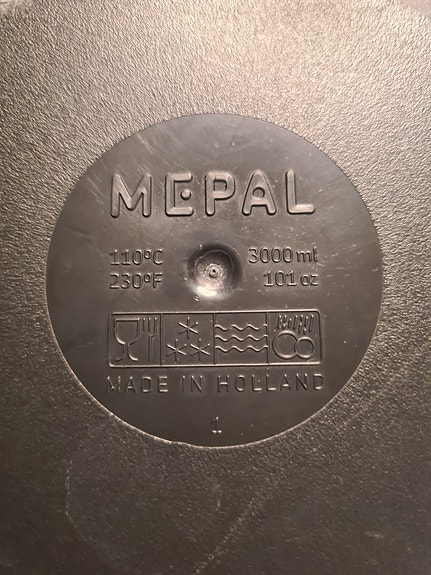 MEPAL
110°C 3000 ml
230°F 101 oz
MADE IN HOLLAND
1